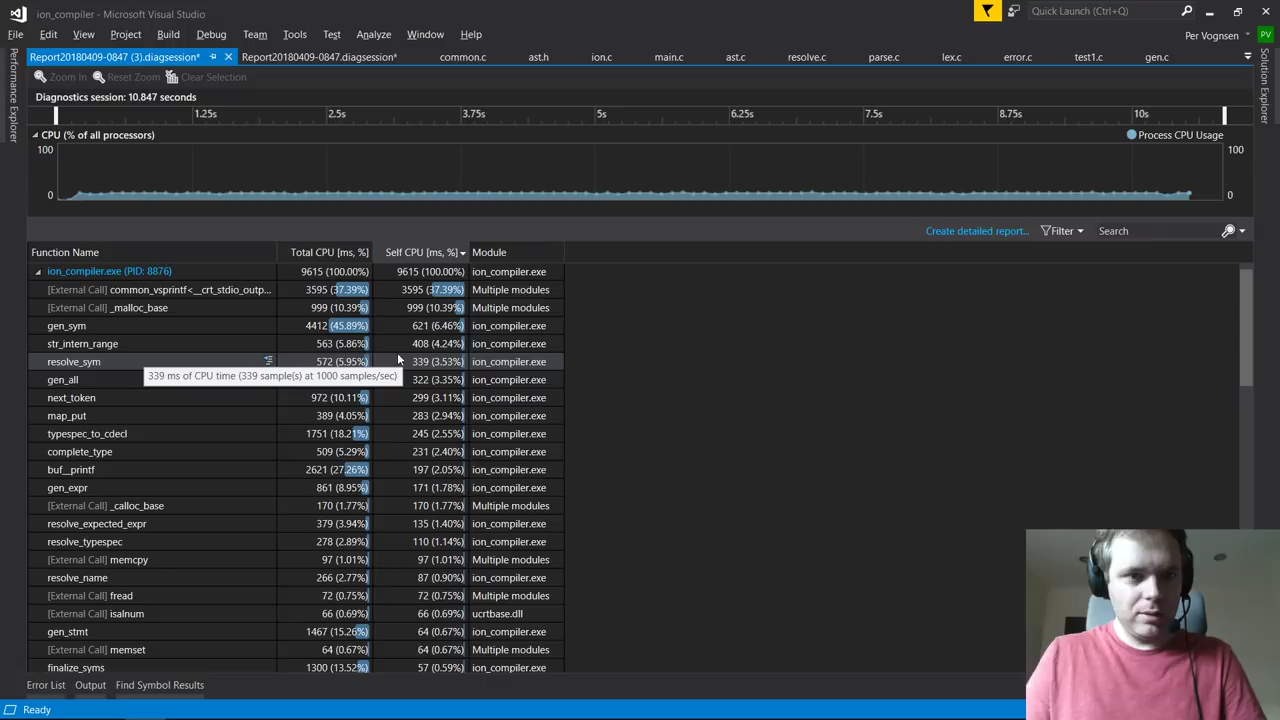 ion_compiler - Microsoft Visual Studio
Quick Launch (Ctrl+Q)
File Edit View Project Build Debug Team Tools Test Analyze Window Help
Per Vognsen PV
Report20180409-0847 (3).diagsession* Report20180409-0847.diagsession* common.c ast.h ion.c main.c ast.c resolve.c parse.c lex.c error.c test1.c gen.c
Performance Explorer
Solution Explorer
Zoom In Reset Zoom Clear Selection
Diagnostics session: 10.847 seconds
1.25s 2.5s 3.75s 5s 6.25s 7.5s 8.75s 10s
CPU (% of all processors) Process CPU Usage
100 100
0 0
Create detailed report... Filter Search
Function Name Total CPU [ms, %] Self CPU [ms, %] Module
ion_compiler.exe (PID: 8876) 9615 (100.00%) 9615 (100.00%) ion_compiler.exe
[External Call] common_vsprintf<__crt_stdio_outp... 3595 (37.39%) 3595 (37.39%) Multiple modules
[External Call] _malloc_base 999 (10.39%) 999 (10.39%) Multiple modules
gen_sym 4412 (45.89%) 621 (6.46%) ion_compiler.exe
str_intern_range 563 (5.86%) 408 (4.24%) ion_compiler.exe
resolve_sym 572 (5.95%) 339 (3.53%) ion_compiler.exe
339 ms of CPU time (339 sample(s) at 1000 samples/sec)
gen_all 322 (3.35%) ion_compiler.exe
next_token 972 (10.11%) 299 (3.11%) ion_compiler.exe
map_put 389 (4.05%) 283 (2.94%) ion_compiler.exe
typespec_to_cdecl 1751 (18.21%) 245 (2.55%) ion_compiler.exe
complete_type 509 (5.29%) 231 (2.40%) ion_compiler.exe
buf__printf 2621 (27.26%) 197 (2.05%) ion_compiler.exe
gen_expr 861 (8.95%) 171 (1.78%) ion_compiler.exe
[External Call] _calloc_base 170 (1.77%) 170 (1.77%) Multiple modules
resolve_expected_expr 379 (3.94%) 135 (1.40%) ion_compiler.exe
resolve_typespec 278 (2.89%) 110 (1.14%) ion_compiler.exe
[External Call] memcpy 97 (1.01%) 97 (1.01%) Multiple modules
resolve_name 266 (2.77%) 87 (0.90%) ion_compiler.exe
[External Call] fread 72 (0.75%) 72 (0.75%) Multiple modules
[External Call] isalnum 66 (0.69%) 66 (0.69%) ucrtbase.dll
gen_stmt 1467 (15.26%) 64 (0.67%) ion_compiler.exe
[External Call] memset 64 (0.67%) 64 (0.67%) Multiple modules
finalize_syms 1300 (13.52%) 57 (0.59%) ion_compiler.exe
Error List Output Find Symbol Results
Ready